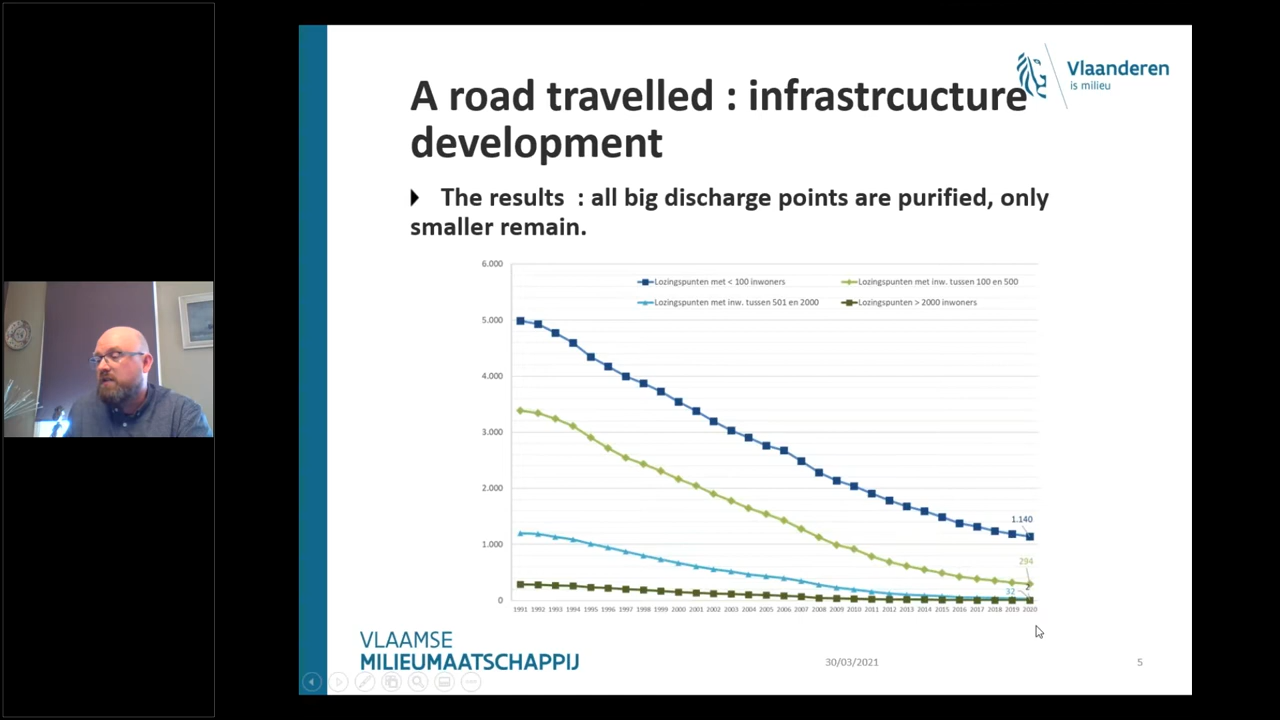 Vlaanderen
is milieu
A road travelled : infrastrcucture
development
The results : all big discharge points are purified, only
smaller remain.
Lozingspunten met < 100 inwoners
Lozingspunten met inw. tussen 100 en 500
Lozingspunten met inw. tussen 501 en 2000
Lozingspunten > 2000 inwoners
6.000
5.000
4.000
3.000
2.000
1.000
0
1.140
294
32
2
1991 1992 1993 1994 1995 1996 1997 1998 1999 2000 2001 2002 2003 2004 2005 2006 2007 2008 2009 2010 2011 2012 2013 2014 2015 2016 2017 2018 2019 2020
VLAAMSE
MILIEUMAATSCHAPPIJ
30/03/2021
5